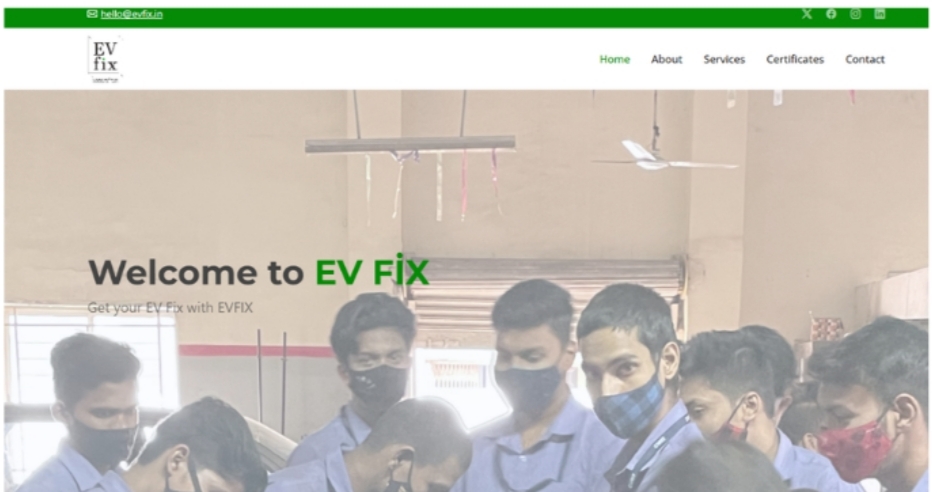 hello@evfix.in
EV
fix
Home About Services Certificates Contact
Welcome to EV FİX
Get your EV Fix with EVFIX